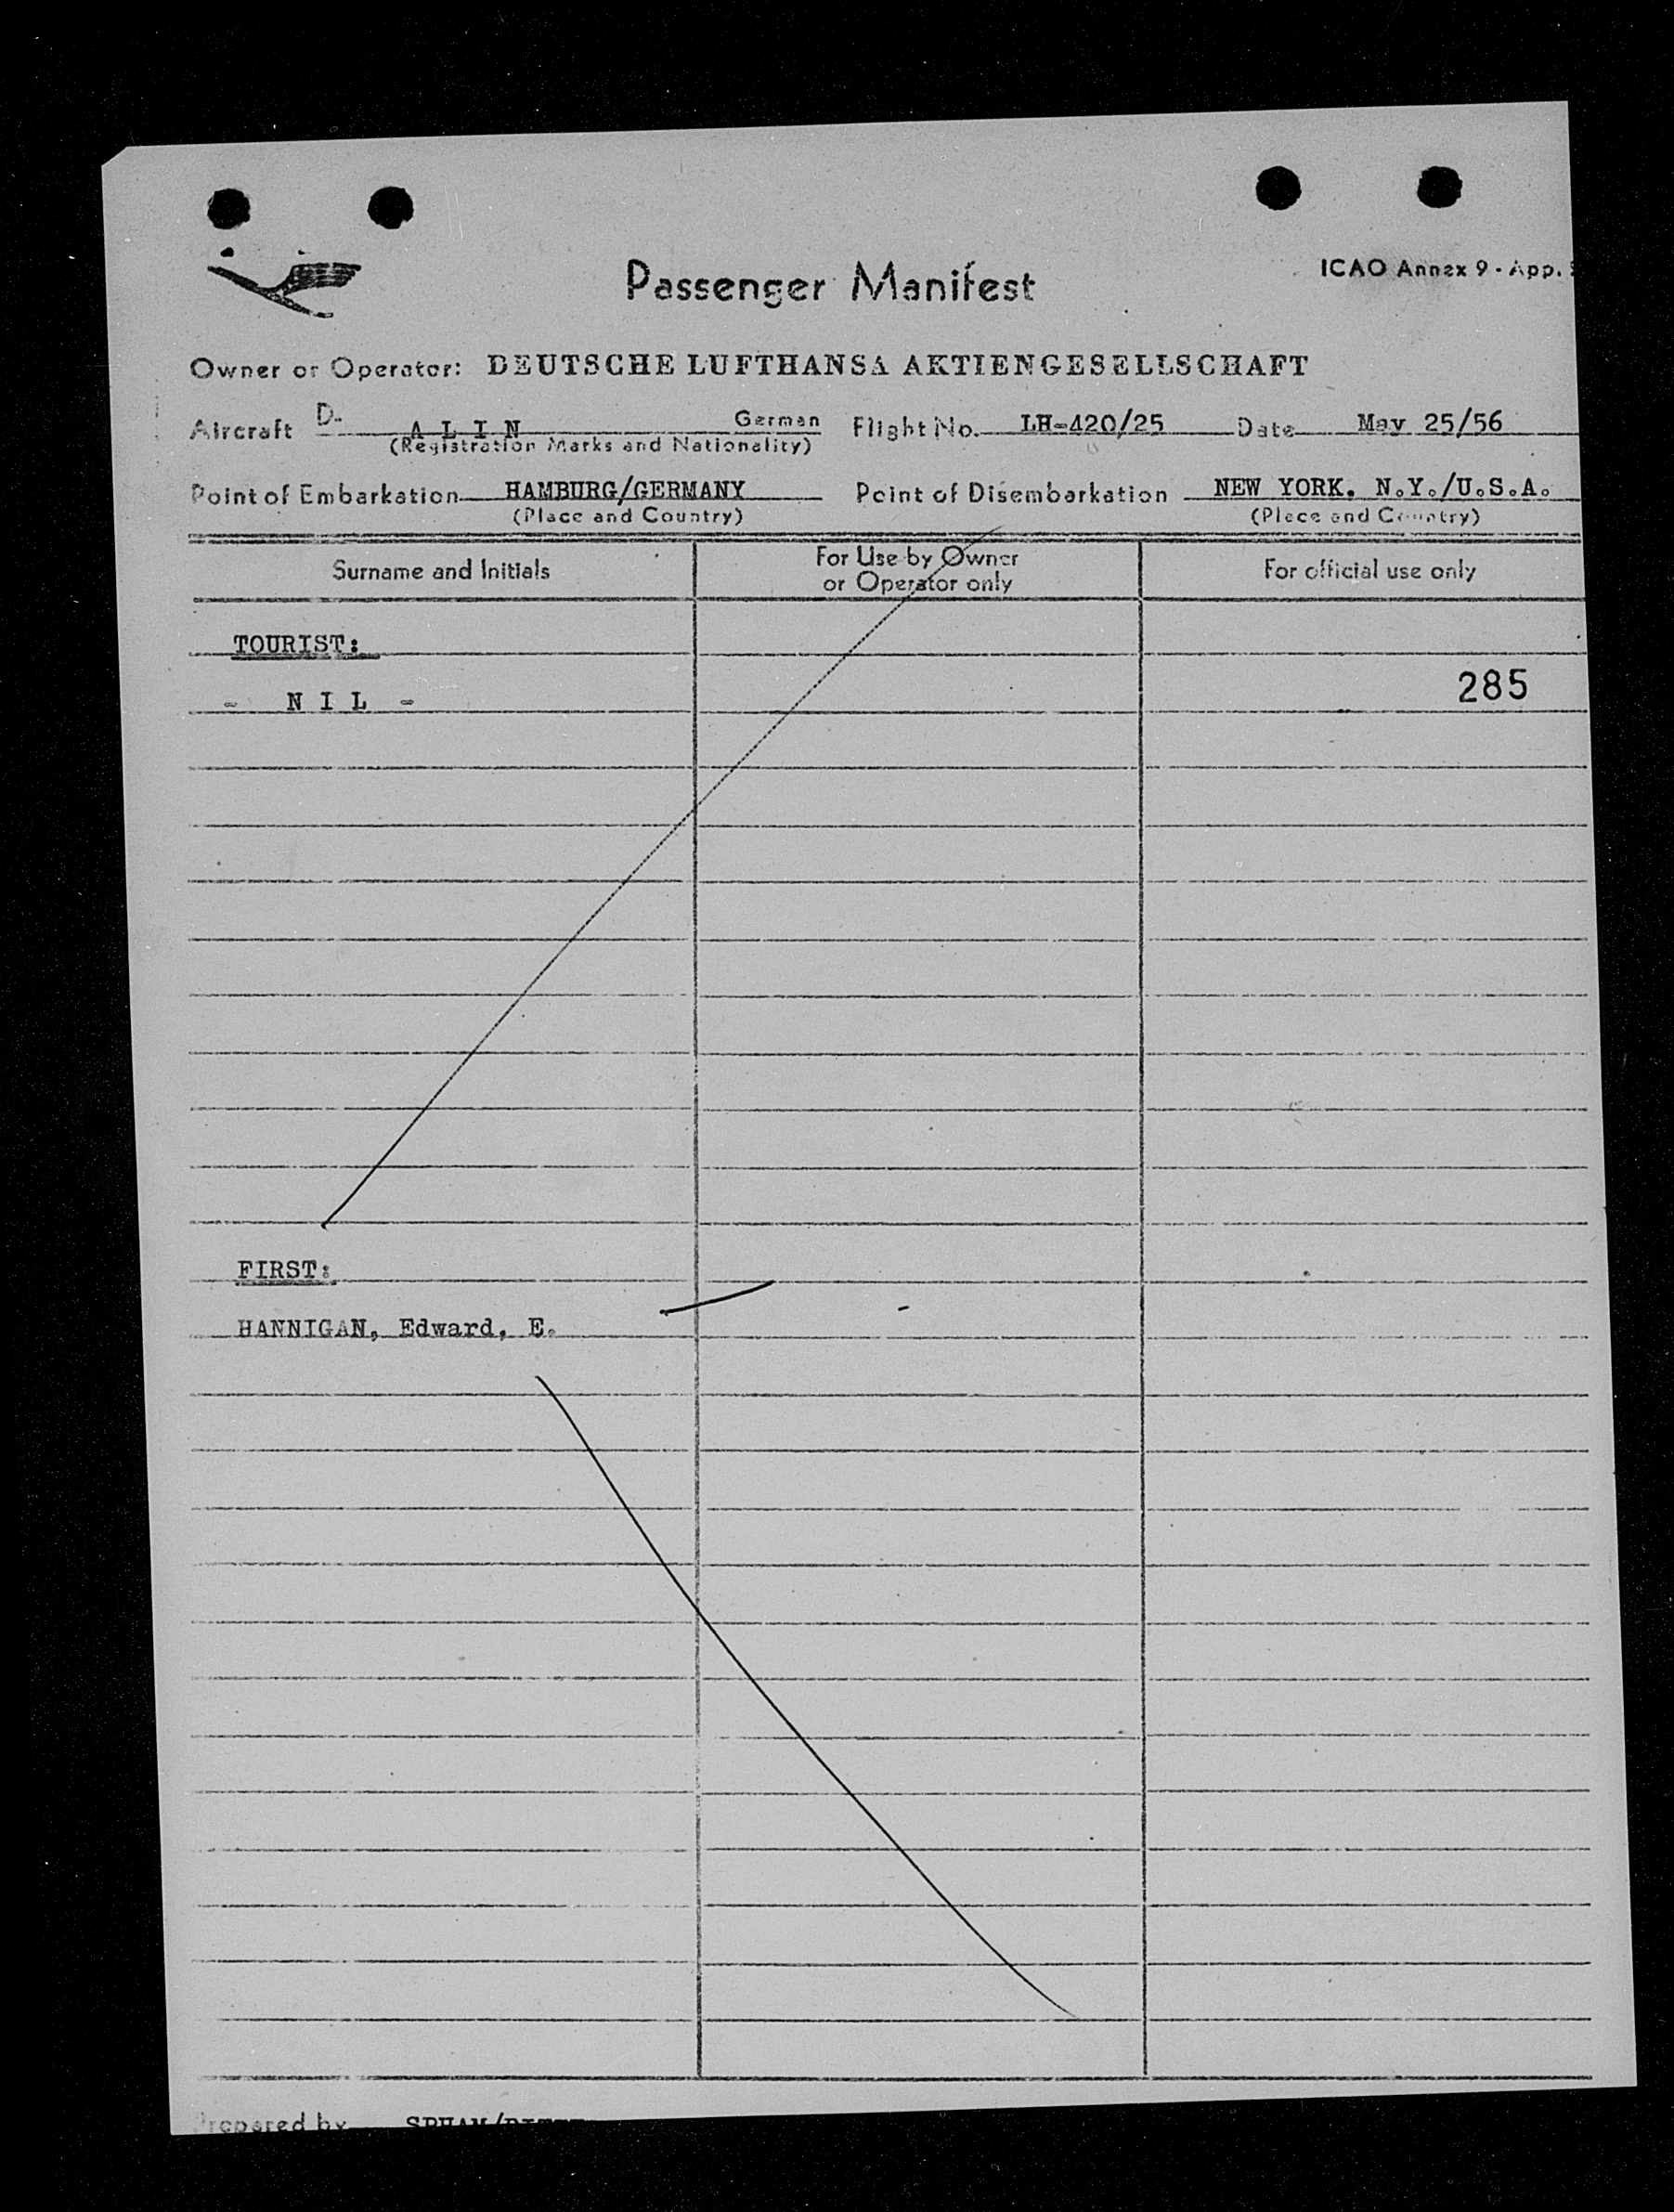 Passenger Manifest
ICAO Annex 9 - App.
Owner or Operator: DEUTSCHE LUFTHANSA AKTIENGESELLSCHAFT
Aircraft D- A L I N German Flight No. LH-420/25 Date May 25/56
(Registration Marks and Nationality)
Point of Embarkation HAMBURG/GERMANY Point of Disembarkation NEW YORK. N.Y./U.S.A.
(Place and Country) (Place and Country)
Surname and Initials For Use by Owner or Operator only For official use only
TOURIST:
- N I L - 285
FIRST:
HANNIGAN, Edward, E.
Prepared by